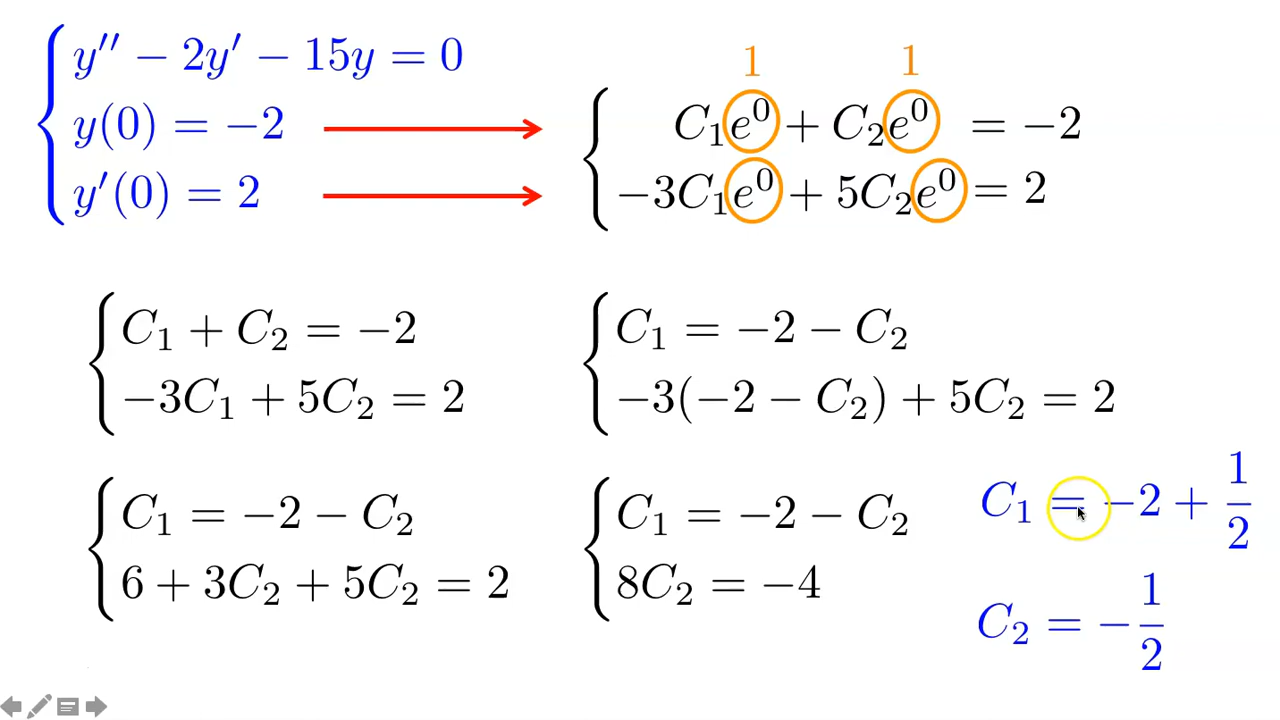 y'' − 2y' − 15y = 0
y(0) = −2
y'(0) = 2
1 1
C₁e⁰ + C₂e⁰ = −2
−3C₁e⁰ + 5C₂e⁰ = 2
C₁ + C₂ = −2
−3C₁ + 5C₂ = 2
C₁ = −2 − C₂
−3(−2 − C₂) + 5C₂ = 2
C₁ = −2 − C₂
6 + 3C₂ + 5C₂ = 2
C₁ = −2 − C₂
8C₂ = −4
C₁ = −2 + 1/2
C₂ = −1/2